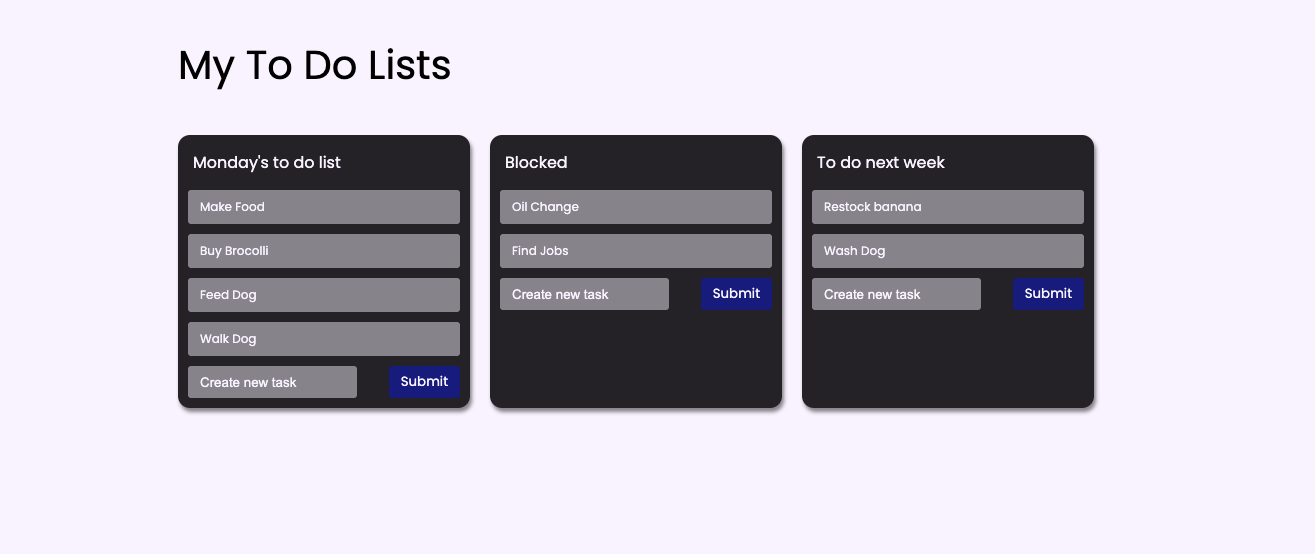 My To Do Lists
Monday's to do list
Make Food
Buy Brocolli
Feed Dog
Walk Dog
Create new task
Submit
Blocked
Oil Change
Find Jobs
Create new task
Submit
To do next week
Restock banana
Wash Dog
Create new task
Submit